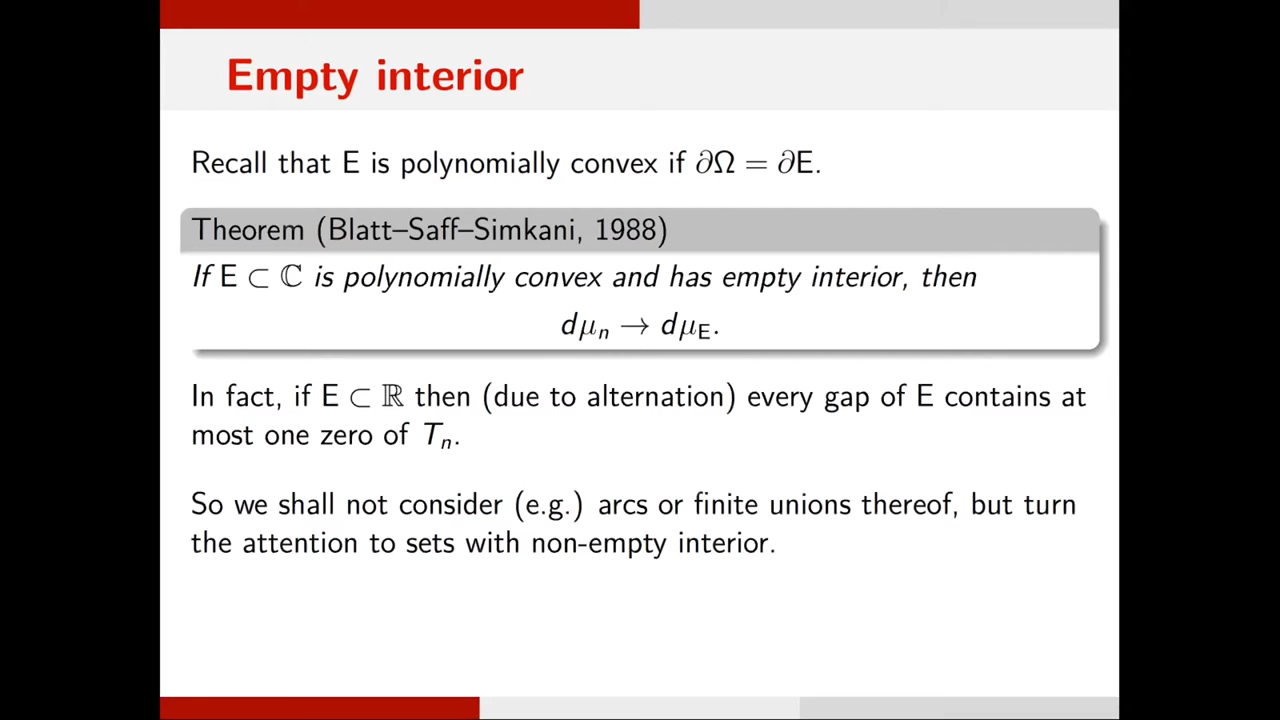 Empty interior
Recall that E is polynomially convex if ∂Ω = ∂E.
Theorem (Blatt–Saff–Simkani, 1988)
If E ⊂ ℂ is polynomially convex and has empty interior, then
dμₙ → dμ_E.
In fact, if E ⊂ ℝ then (due to alternation) every gap of E contains at
most one zero of Tₙ.
So we shall not consider (e.g.) arcs or finite unions thereof, but turn
the attention to sets with non-empty interior.